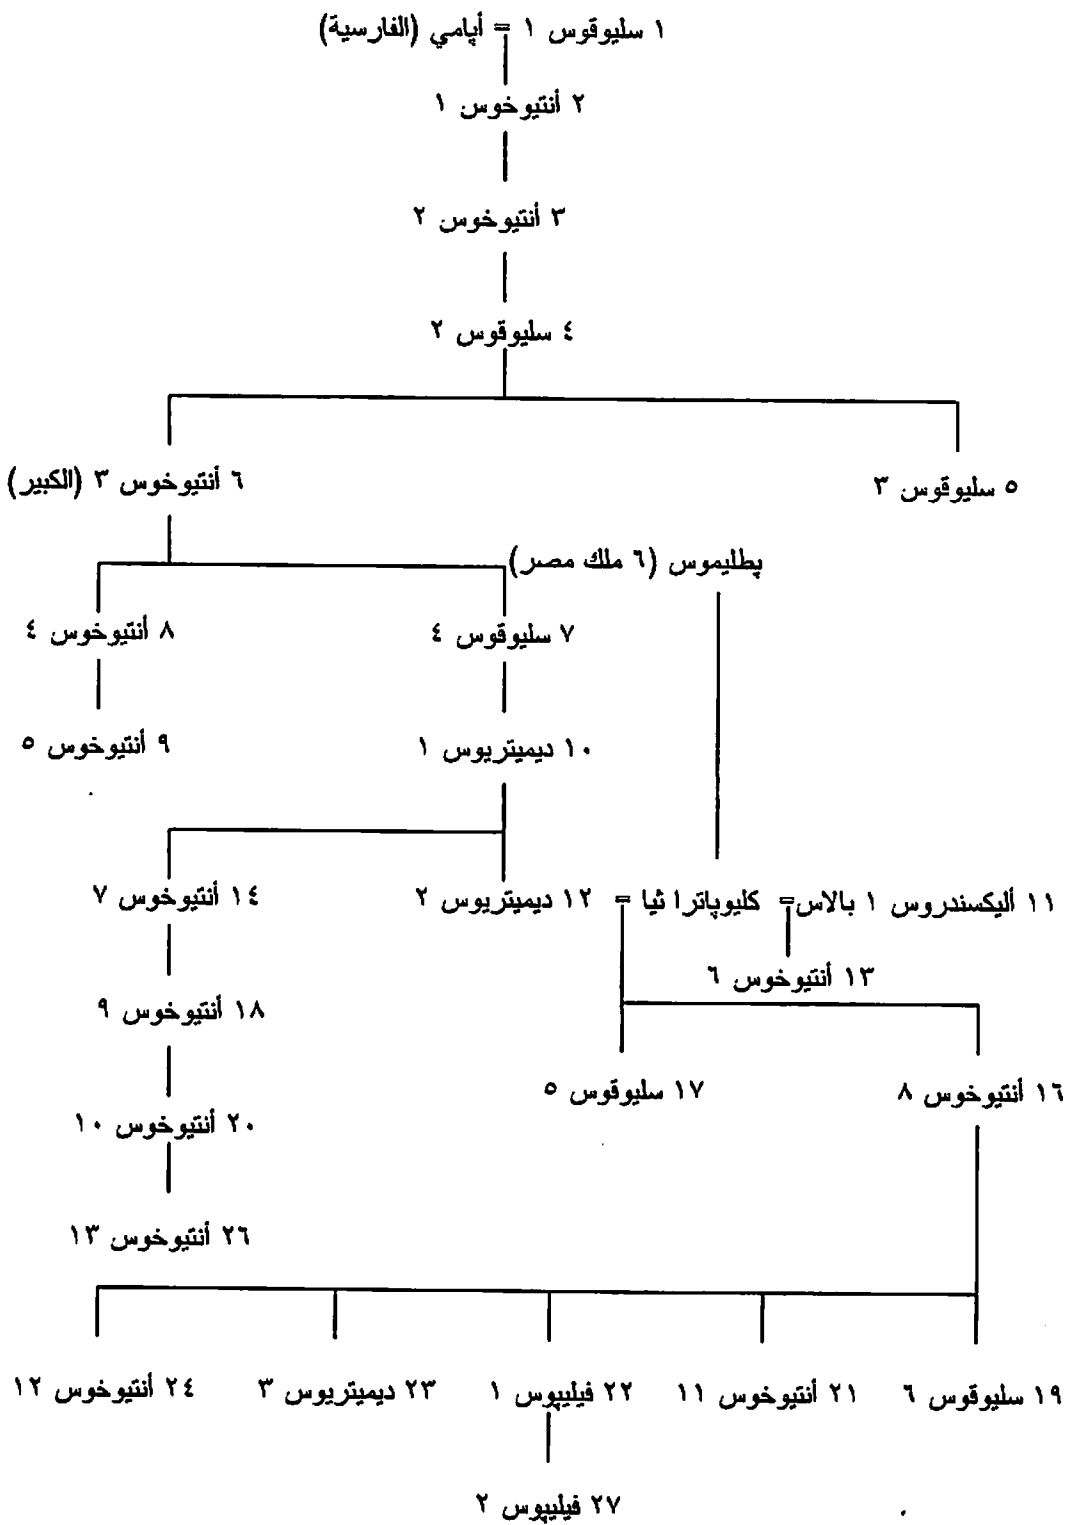 ١ سليوقوس ١ = أپامي (الفارسية)
٢ أنتيوخوس ١
٣ أنتيوخوس ٢
٤ سليوقوس ٢
٥ سليوقوس ٣
٦ أنتيوخوس ٣ (الكبير)
پطليموس (٦ ملك مصر)
٧ سليوقوس ٤
٨ أنتيوخوس ٤
١٠ ديميتريوس ١
٩ أنتيوخوس ٥
١١ أليكسندروس ١ بالاس = كليوپاترا ثيا = ١٢ ديميتريوس ٢
١٤ أنتيوخوس ٧
١٣ أنتيوخوس ٦
١٨ أنتيوخوس ٩
١٦ أنتيوخوس ٨
١٧ سليوقوس ٥
٢٠ أنتيوخوس ١٠
٢٦ أنتيوخوس ١٣
١٩ سليوقوس ٦
٢١ أنتيوخوس ١١
٢٢ فيليپوس ١
٢٣ ديميتريوس ٣
٢٤ أنتيوخوس ١٢
٢٧ فيليپوس ٢